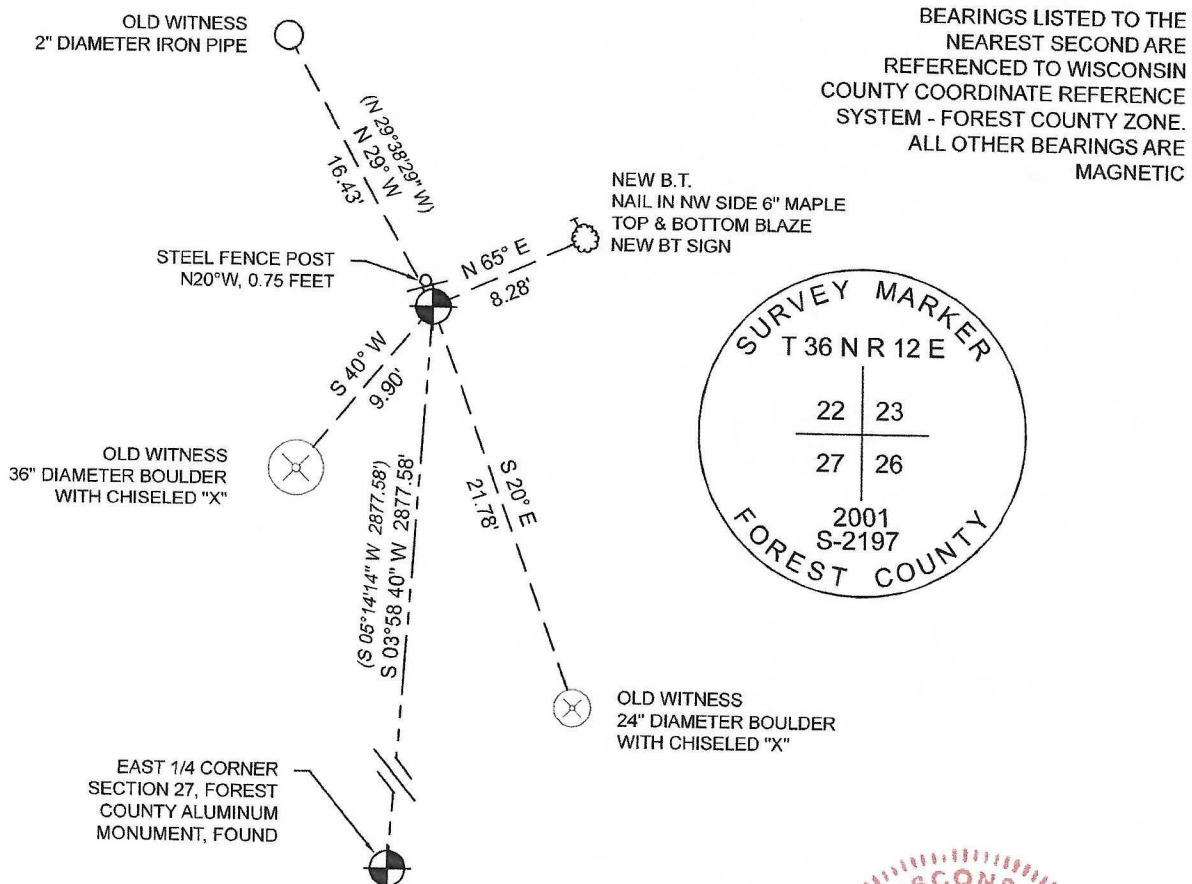 OLD WITNESS
2" DIAMETER IRON PIPE
BEARINGS LISTED TO THE
NEAREST SECOND ARE
REFERENCED TO WISCONSIN
COUNTY COORDINATE REFERENCE
SYSTEM - FOREST COUNTY ZONE.
ALL OTHER BEARINGS ARE
MAGNETIC
(N 29°38'29" W)
N 29° W
16.43'
NEW B.T.
NAIL IN NW SIDE 6" MAPLE
TOP & BOTTOM BLAZE
NEW BT SIGN
STEEL FENCE POST
N20°W, 0.75 FEET
N 65° E
8.28'
SURVEY MARKER
T 36 N R 12 E
22 23
27 26
2001
S-2197
FOREST COUNTY
S 40° W
9.90'
OLD WITNESS
36" DIAMETER BOULDER
WITH CHISELED "X"
S 20° E
21.78'
(S 05°14'14" W 2877.58')
S 03°58 40" W 2877.58'
OLD WITNESS
24" DIAMETER BOULDER
WITH CHISELED "X"
EAST 1/4 CORNER
SECTION 27, FOREST
COUNTY ALUMINUM
MONUMENT, FOUND